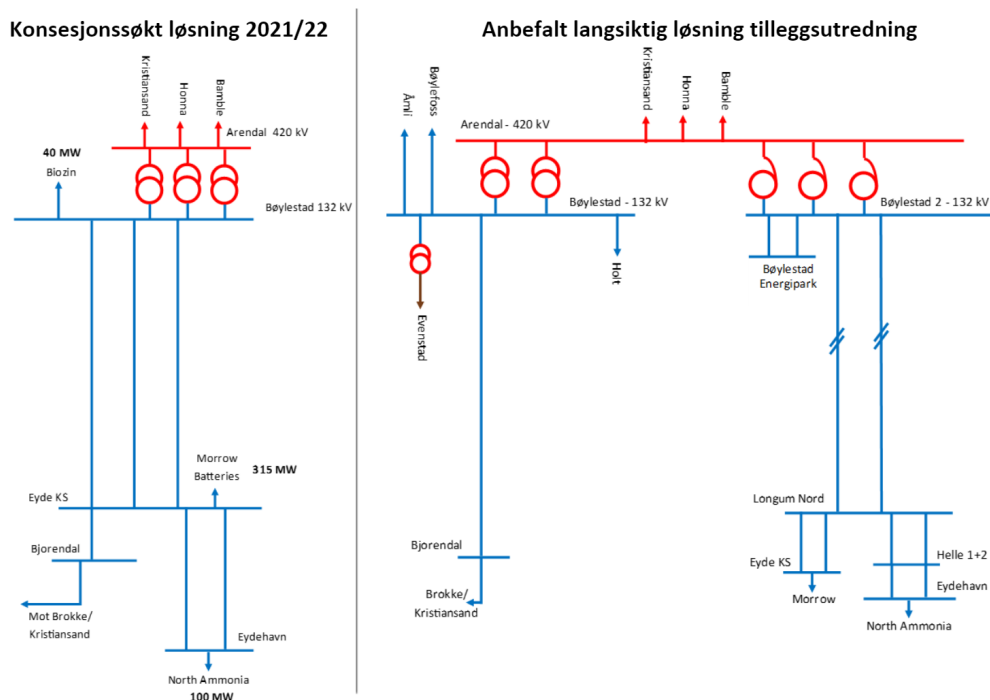 Konsesjonssøkt løsning 2021/22
Kristiansand
Honna
Bamble
Arendal 420 kV
40 MW
Biozin
Bøylestad 132 kV
Morrow
Batteries
315 MW
Eyde KS
Bjorendal
Mot Brokke/
Kristiansand
Eydehavn
North Ammonia
100 MW
Anbefalt langsiktig løsning tilleggsutredning
Åmli
Bøylefoss
Kristiansand
Honna
Bamble
Arendal - 420 kV
Bøylestad - 132 kV
Bøylestad 2 - 132 kV
Evenstad
Holt
Bøylestad
Energipark
Longum Nord
Bjorendal
Brokke/
Kristiansand
Eyde KS
Morrow
Helle 1+2
Eydehavn
North Ammonia